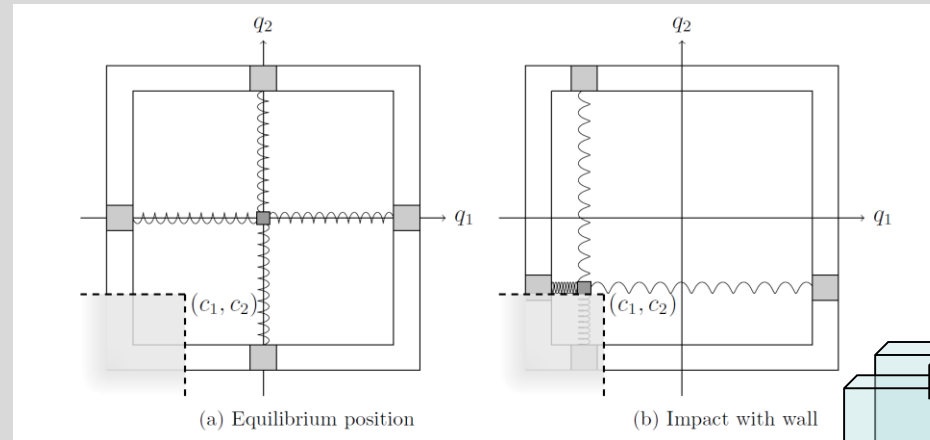 q₂
q₂
q₁
q₁
(c₁, c₂)
(c₁, c₂)
(a) Equilibrium position
(b) Impact with wall